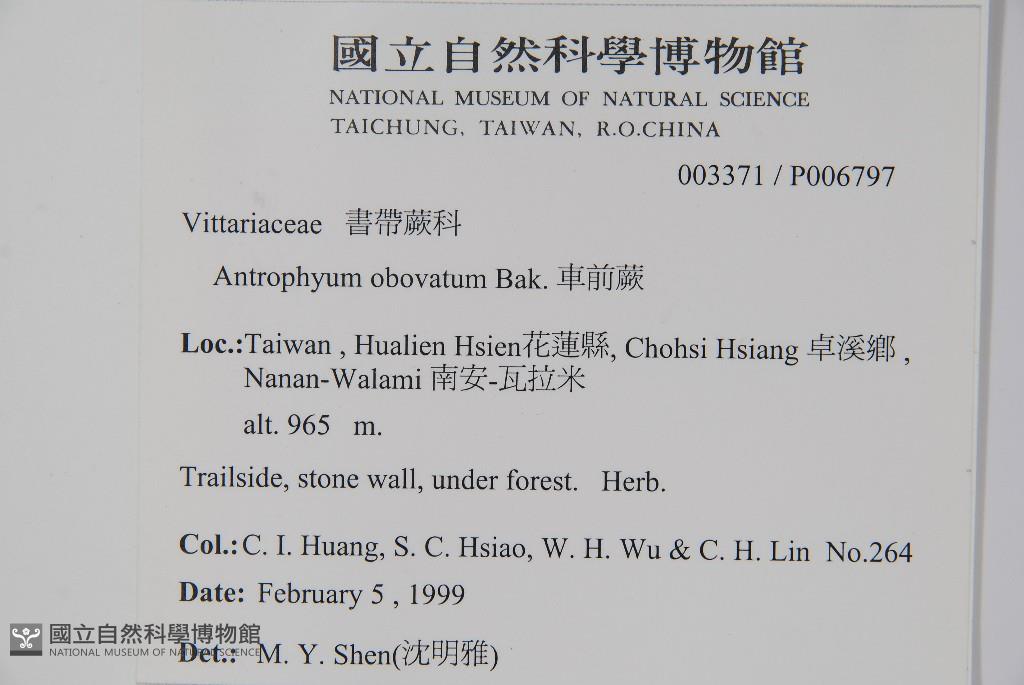 國立自然科學博物館
NATIONAL MUSEUM OF NATURAL SCIENCE
TAICHUNG, TAIWAN, R.O.CHINA
003371 / P006797
Vittariaceae 書帶蕨科
Antrophyum obovatum Bak. 車前蕨
Loc.:Taiwan , Hualien Hsien花蓮縣, Chohsi Hsiang 卓溪鄉 ,
Nanan-Walami 南安-瓦拉米
alt. 965 m.
Trailside, stone wall, under forest. Herb.
Col.:C. I. Huang, S. C. Hsiao, W. H. Wu & C. H. Lin No.264
Date: February 5 , 1999
Det.: M. Y. Shen(沈明雅)
國立自然科學博物館
NATIONAL MUSEUM OF NATURAL SCIENCE